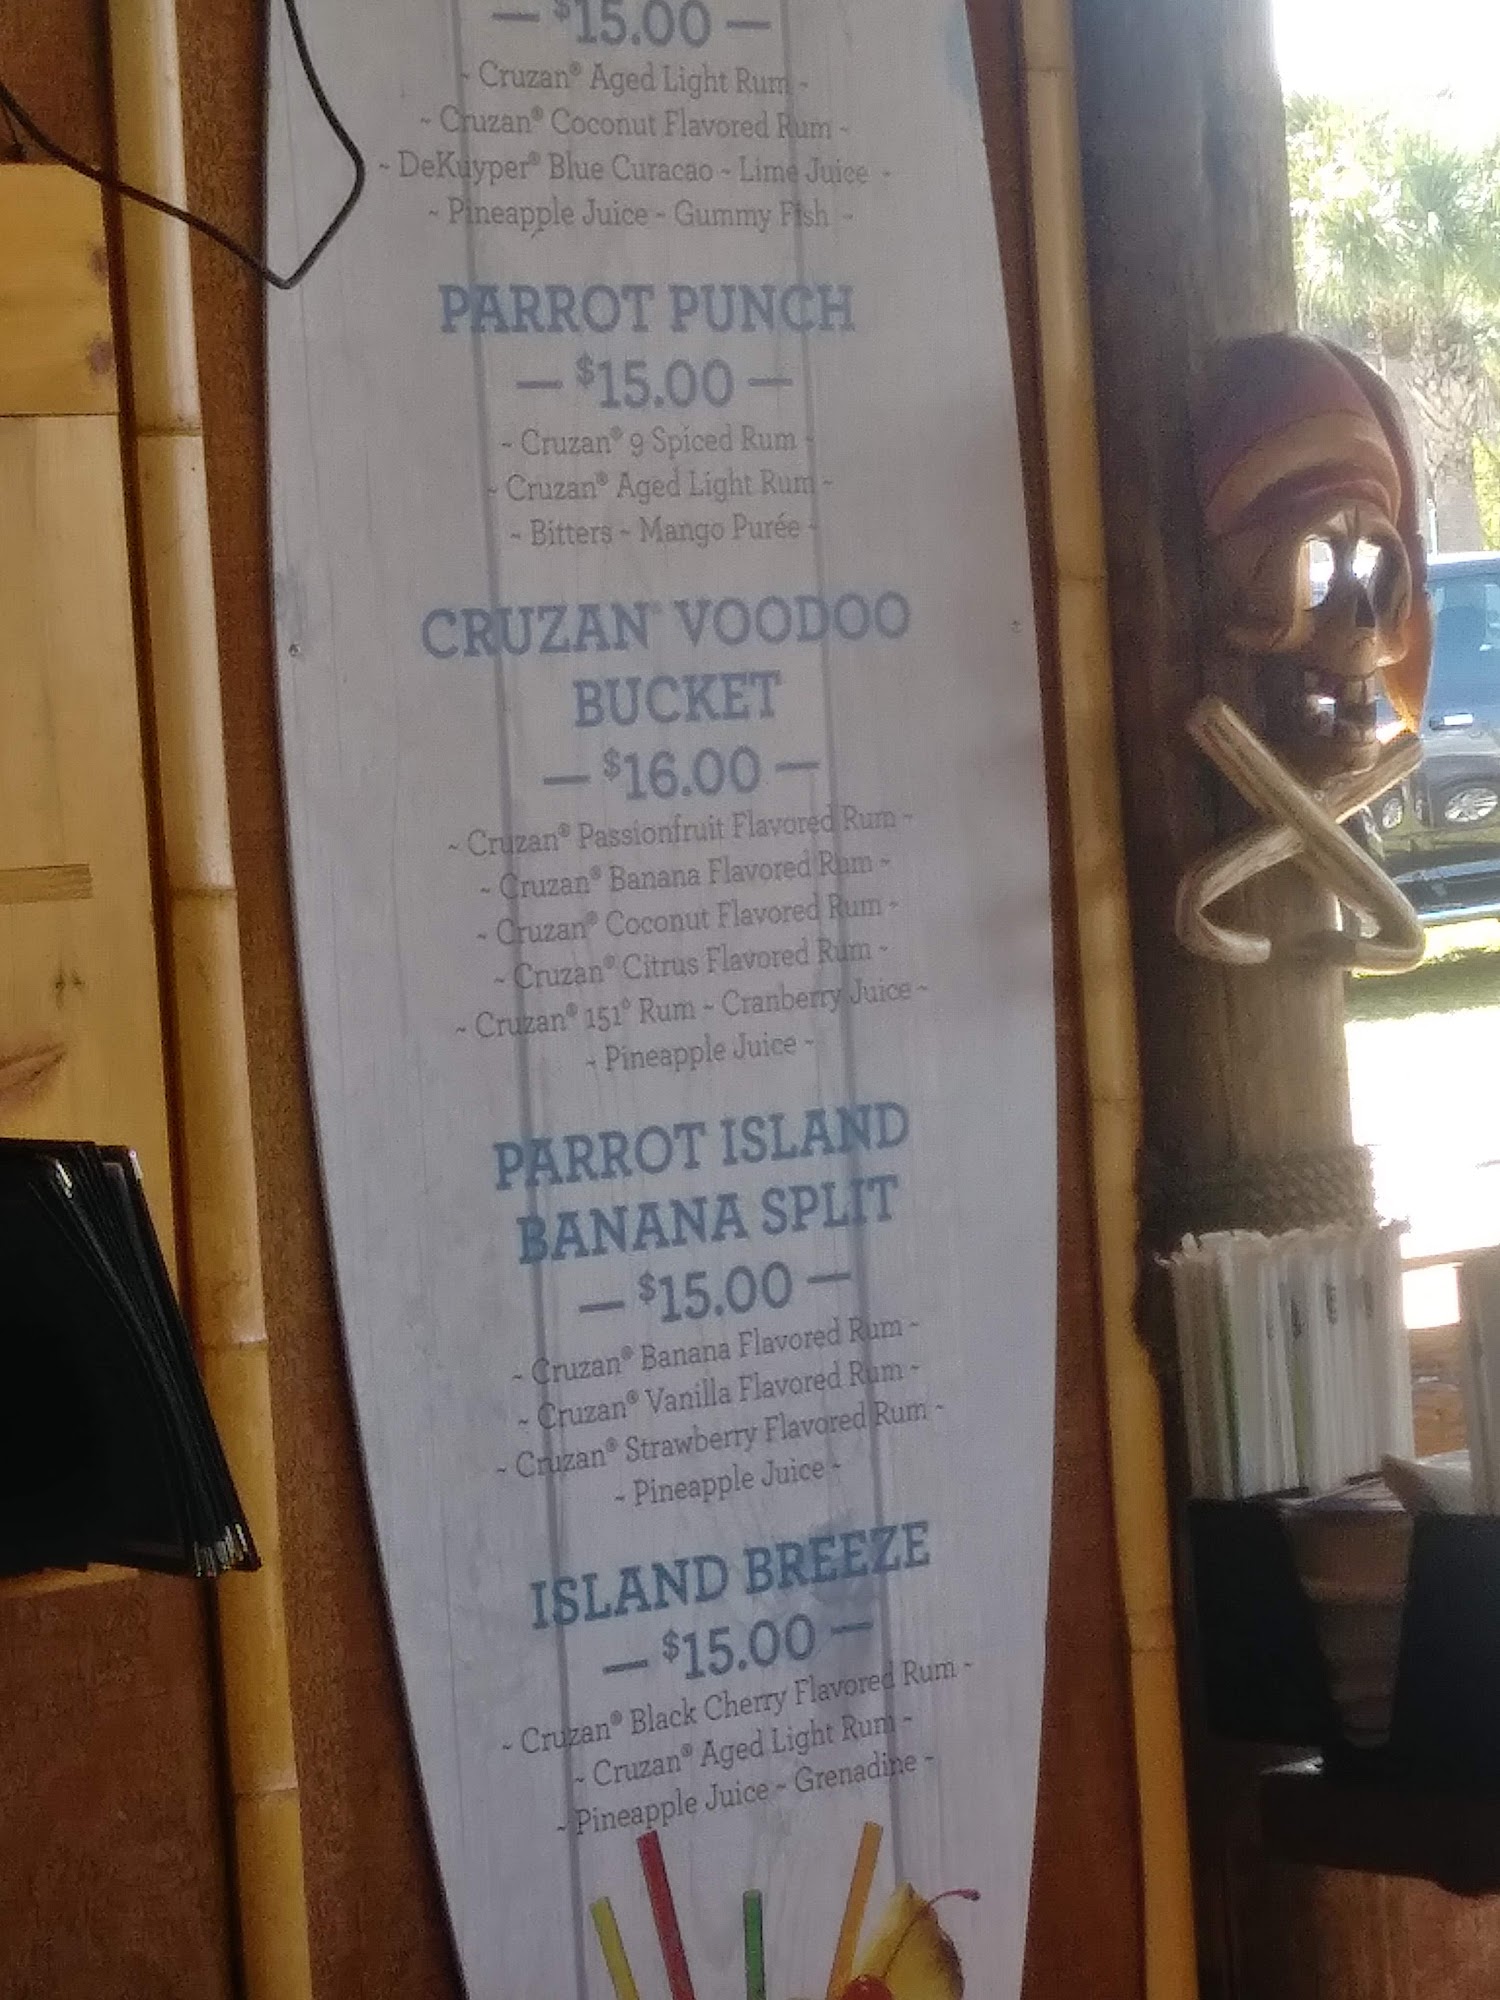 — $15.00 —
~ Cruzan® Aged Light Rum ~
~ Cruzan® Coconut Flavored Rum ~
~ DeKuyper® Blue Curacao ~ Lime Juice ~
~ Pineapple Juice ~ Gummy Fish ~
PARROT PUNCH
— $15.00 —
~ Cruzan® 9 Spiced Rum ~
~ Cruzan® Aged Light Rum ~
~ Bitters ~ Mango Purée ~
CRUZAN® VOODOO
BUCKET
— $16.00 —
~ Cruzan® Passionfruit Flavored Rum ~
~ Cruzan® Banana Flavored Rum ~
~ Cruzan® Coconut Flavored Rum ~
~ Cruzan® Citrus Flavored Rum ~
~ Cruzan® 151° Rum ~ Cranberry Juice ~
~ Pineapple Juice ~
PARROT ISLAND
BANANA SPLIT
— $15.00 —
~ Cruzan® Banana Flavored Rum ~
~ Cruzan® Vanilla Flavored Rum ~
~ Cruzan® Strawberry Flavored Rum ~
~ Pineapple Juice ~
ISLAND BREEZE
— $15.00 —
~ Cruzan® Black Cherry Flavored Rum ~
~ Cruzan® Aged Light Rum ~
~ Pineapple Juice ~ Grenadine ~